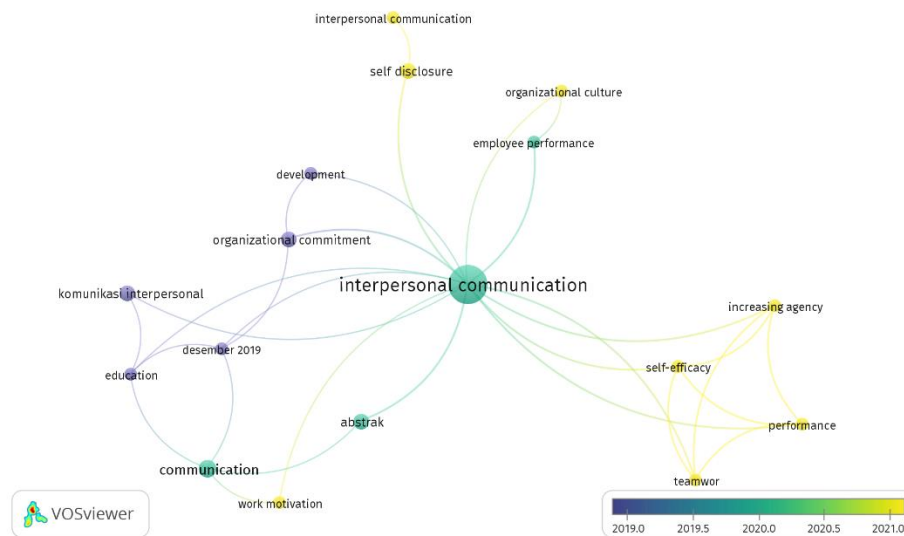 interpersonal communication
self disclosure
organizational culture
employee performance
development
organizational commitment
interpersonal communication
komunikasi interpersonal
increasing agency
desember 2019
self-efficacy
education
abstrak
performance
communication
teamwor
work motivation
VOSviewer
2019.0 2019.5 2020.0 2020.5 2021.0